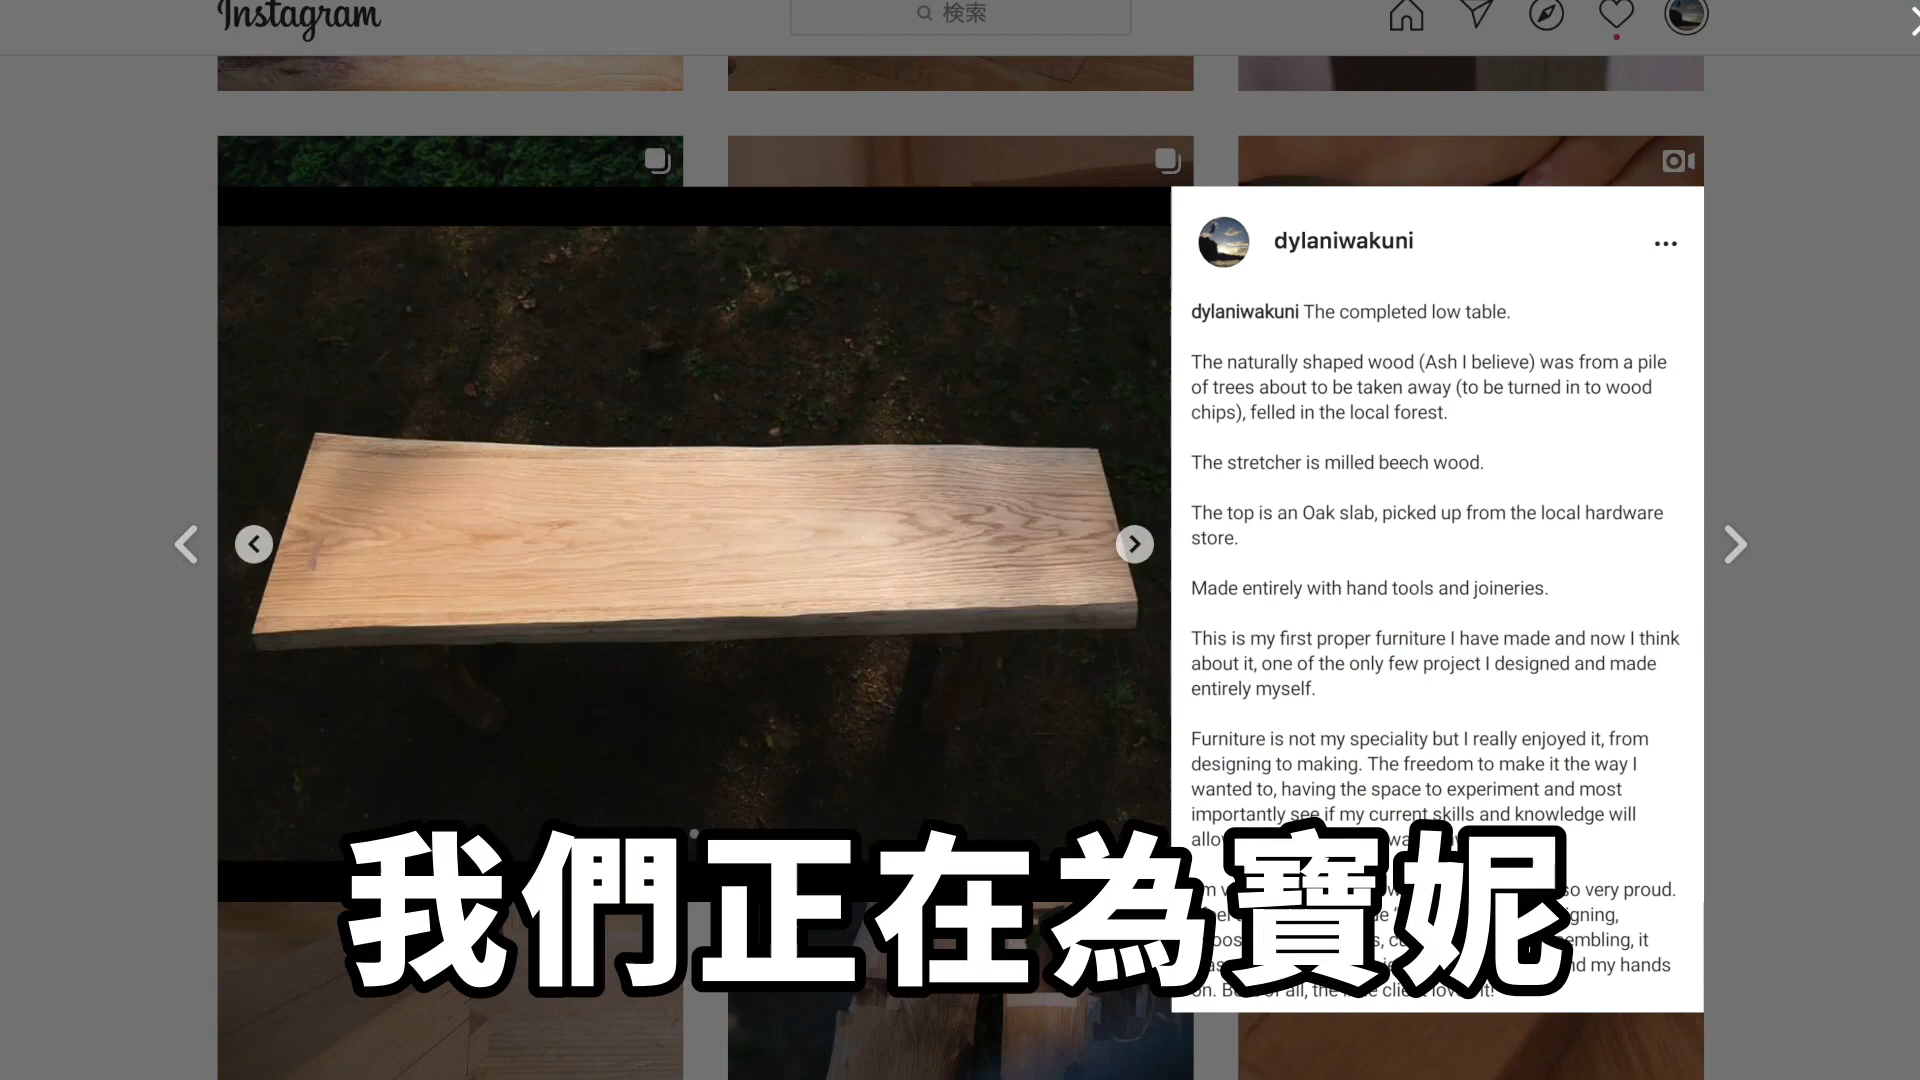 Instagram
検索
dylaniwakuni
dylaniwakuni The completed low table.
The naturally shaped wood (Ash I believe) was from a pile
of trees about to be taken away (to be turned in to wood
chips), felled in the local forest.
The stretcher is milled beech wood.
The top is an Oak slab, picked up from the local hardware
store.
Made entirely with hand tools and joineries.
This is my first proper furniture I have made and now I think
about it, one of the only few project I designed and made
entirely myself.
Furniture is not my speciality but I really enjoyed it, from
designing to making. The freedom to make it the way I
wanted to, having the space to experiment and most
importantly see if my current skills and knowledge will
so very proud.
it
and my hands
on. all, the
我們正在為寶妮